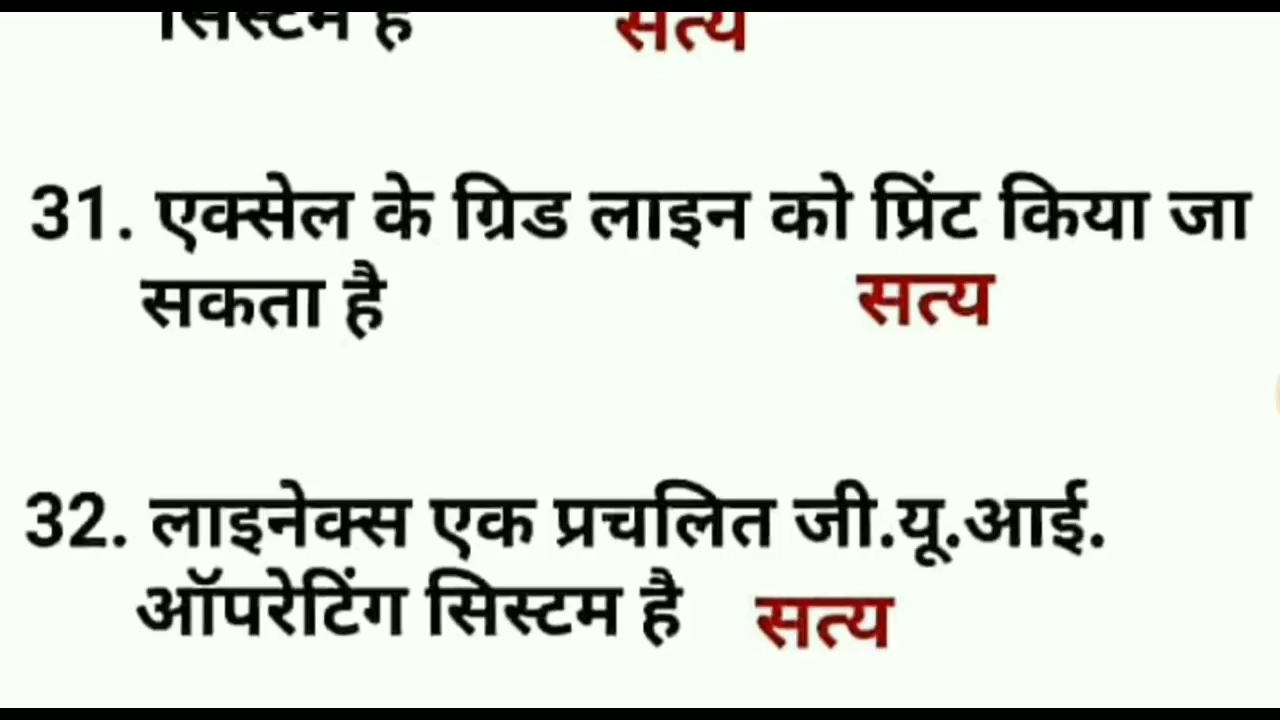 सिस्टम है सत्य
31. एक्सेल के ग्रिड लाइन को प्रिंट किया जा
सकता है सत्य
32. लाइनेक्स एक प्रचलित जी.यू.आई.
ऑपरेटिंग सिस्टम है सत्य